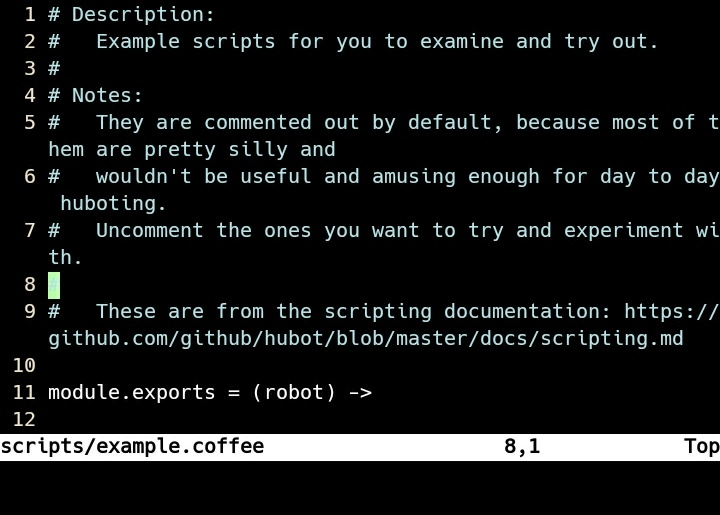 1 # Description:
2 #   Example scripts for you to examine and try out.
3 #
4 # Notes:
5 #   They are commented out by default, because most of t
hem are pretty silly and
6 #   wouldn't be useful and amusing enough for day to day
 huboting.
7 #   Uncomment the ones you want to try and experiment wi
th.
8 #
9 #   These are from the scripting documentation: https://
github.com/github/hubot/blob/master/docs/scripting.md
10
11 module.exports = (robot) ->
12
scripts/example.coffee 8,1 Top